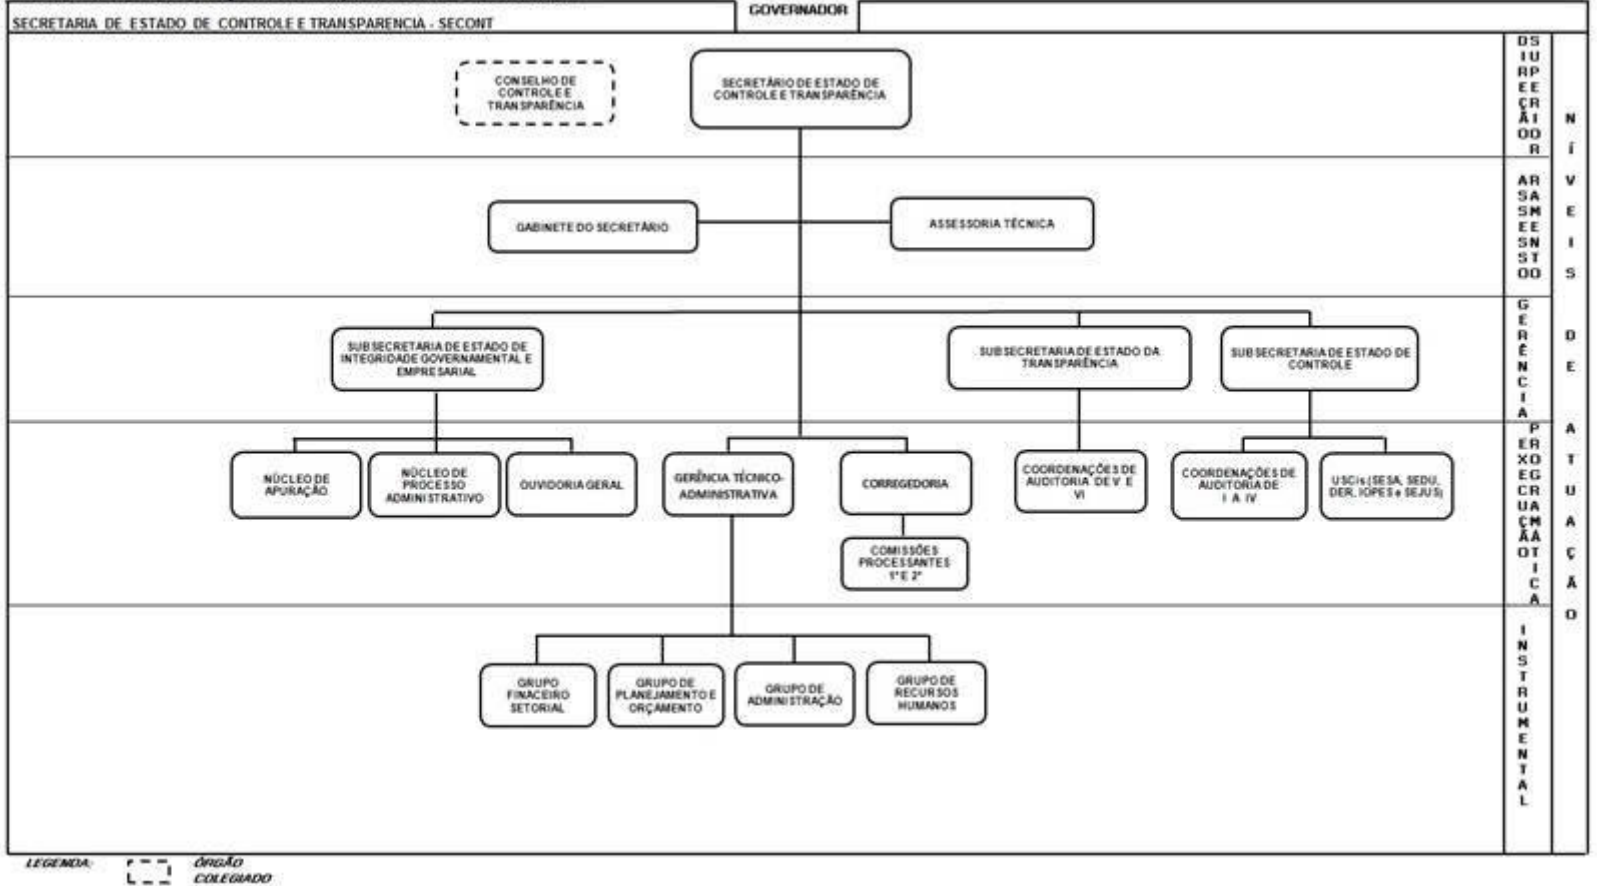 GOVERNADOR
SECRETARIA DE ESTADO DE CONTROLE E TRANSPARENCIA - SECONT
CONSELHO DE
CONTROLE E
TRANSPARÊNCIA
SECRETÁRIO DE ESTADO DE
CONTROLE E TRANSPARÊNCIA
DIREÇÃO
SUPERIOR
GABINETE DO SECRETÁRIO
ASSESSORIA TÉCNICA
ASSESSO
RAMENTO
SUBSECRETARIA DE ESTADO DE
INTEGRIDADE GOVERNAMENTAL E
EMPRESARIAL
SUBSECRETARIA DE ESTADO DA
TRANSPARÊNCIA
SUBSECRETARIA DE ESTADO DE
CONTROLE
GERÊNCIA
NÚCLEO DE
APURAÇÃO
NÚCLEO DE
PROCESSO
ADMINISTRATIVO
OUVIDORIA GERAL
GERÊNCIA TÉCNICO-
ADMINISTRATIVA
CORREGEDORIA
COORDENAÇÕES DE
AUDITORIA DE V E
VI
COORDENAÇÕES DE
AUDITORIA DE
I A IV
USCIs (SESA, SEDU,
DER, IOPES e SEJUS)
COMISSÕES
PROCESSANTES
1ª E 2ª
EXECUÇÃO
PROGRAMATICA
GRUPO
FINACEIRO
SETORIAL
GRUPO DE
PLANEJAMENTO E
ORÇAMENTO
GRUPO DE
ADMINISTRAÇÃO
GRUPO DE
RECURSOS
HUMANOS
INSTRUMENTAL
NÍVEIS DE ATUAÇÃO
LEGENDA:
ÓRGÃO
COLEGIADO